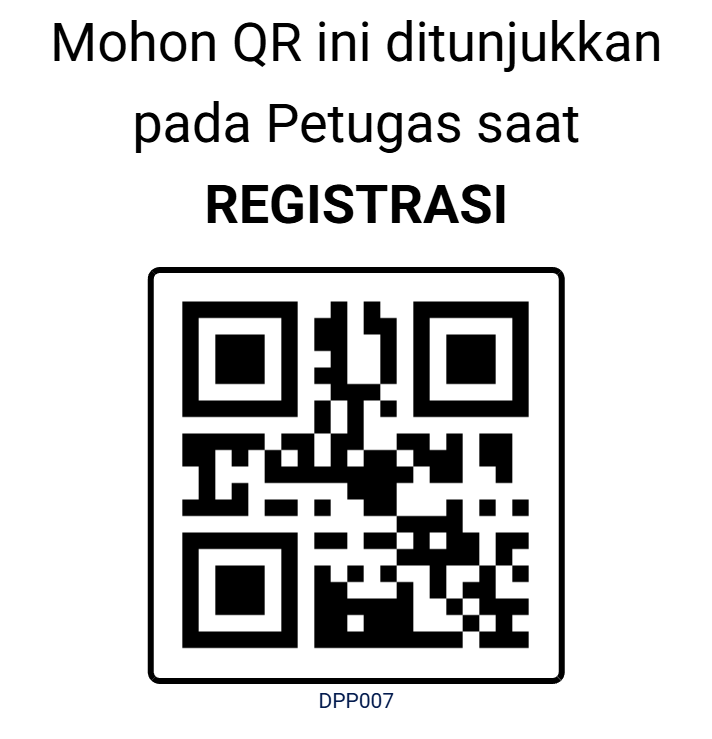 Mohon QR ini ditunjukkan
pada Petugas saat
REGISTRASI
DPP007